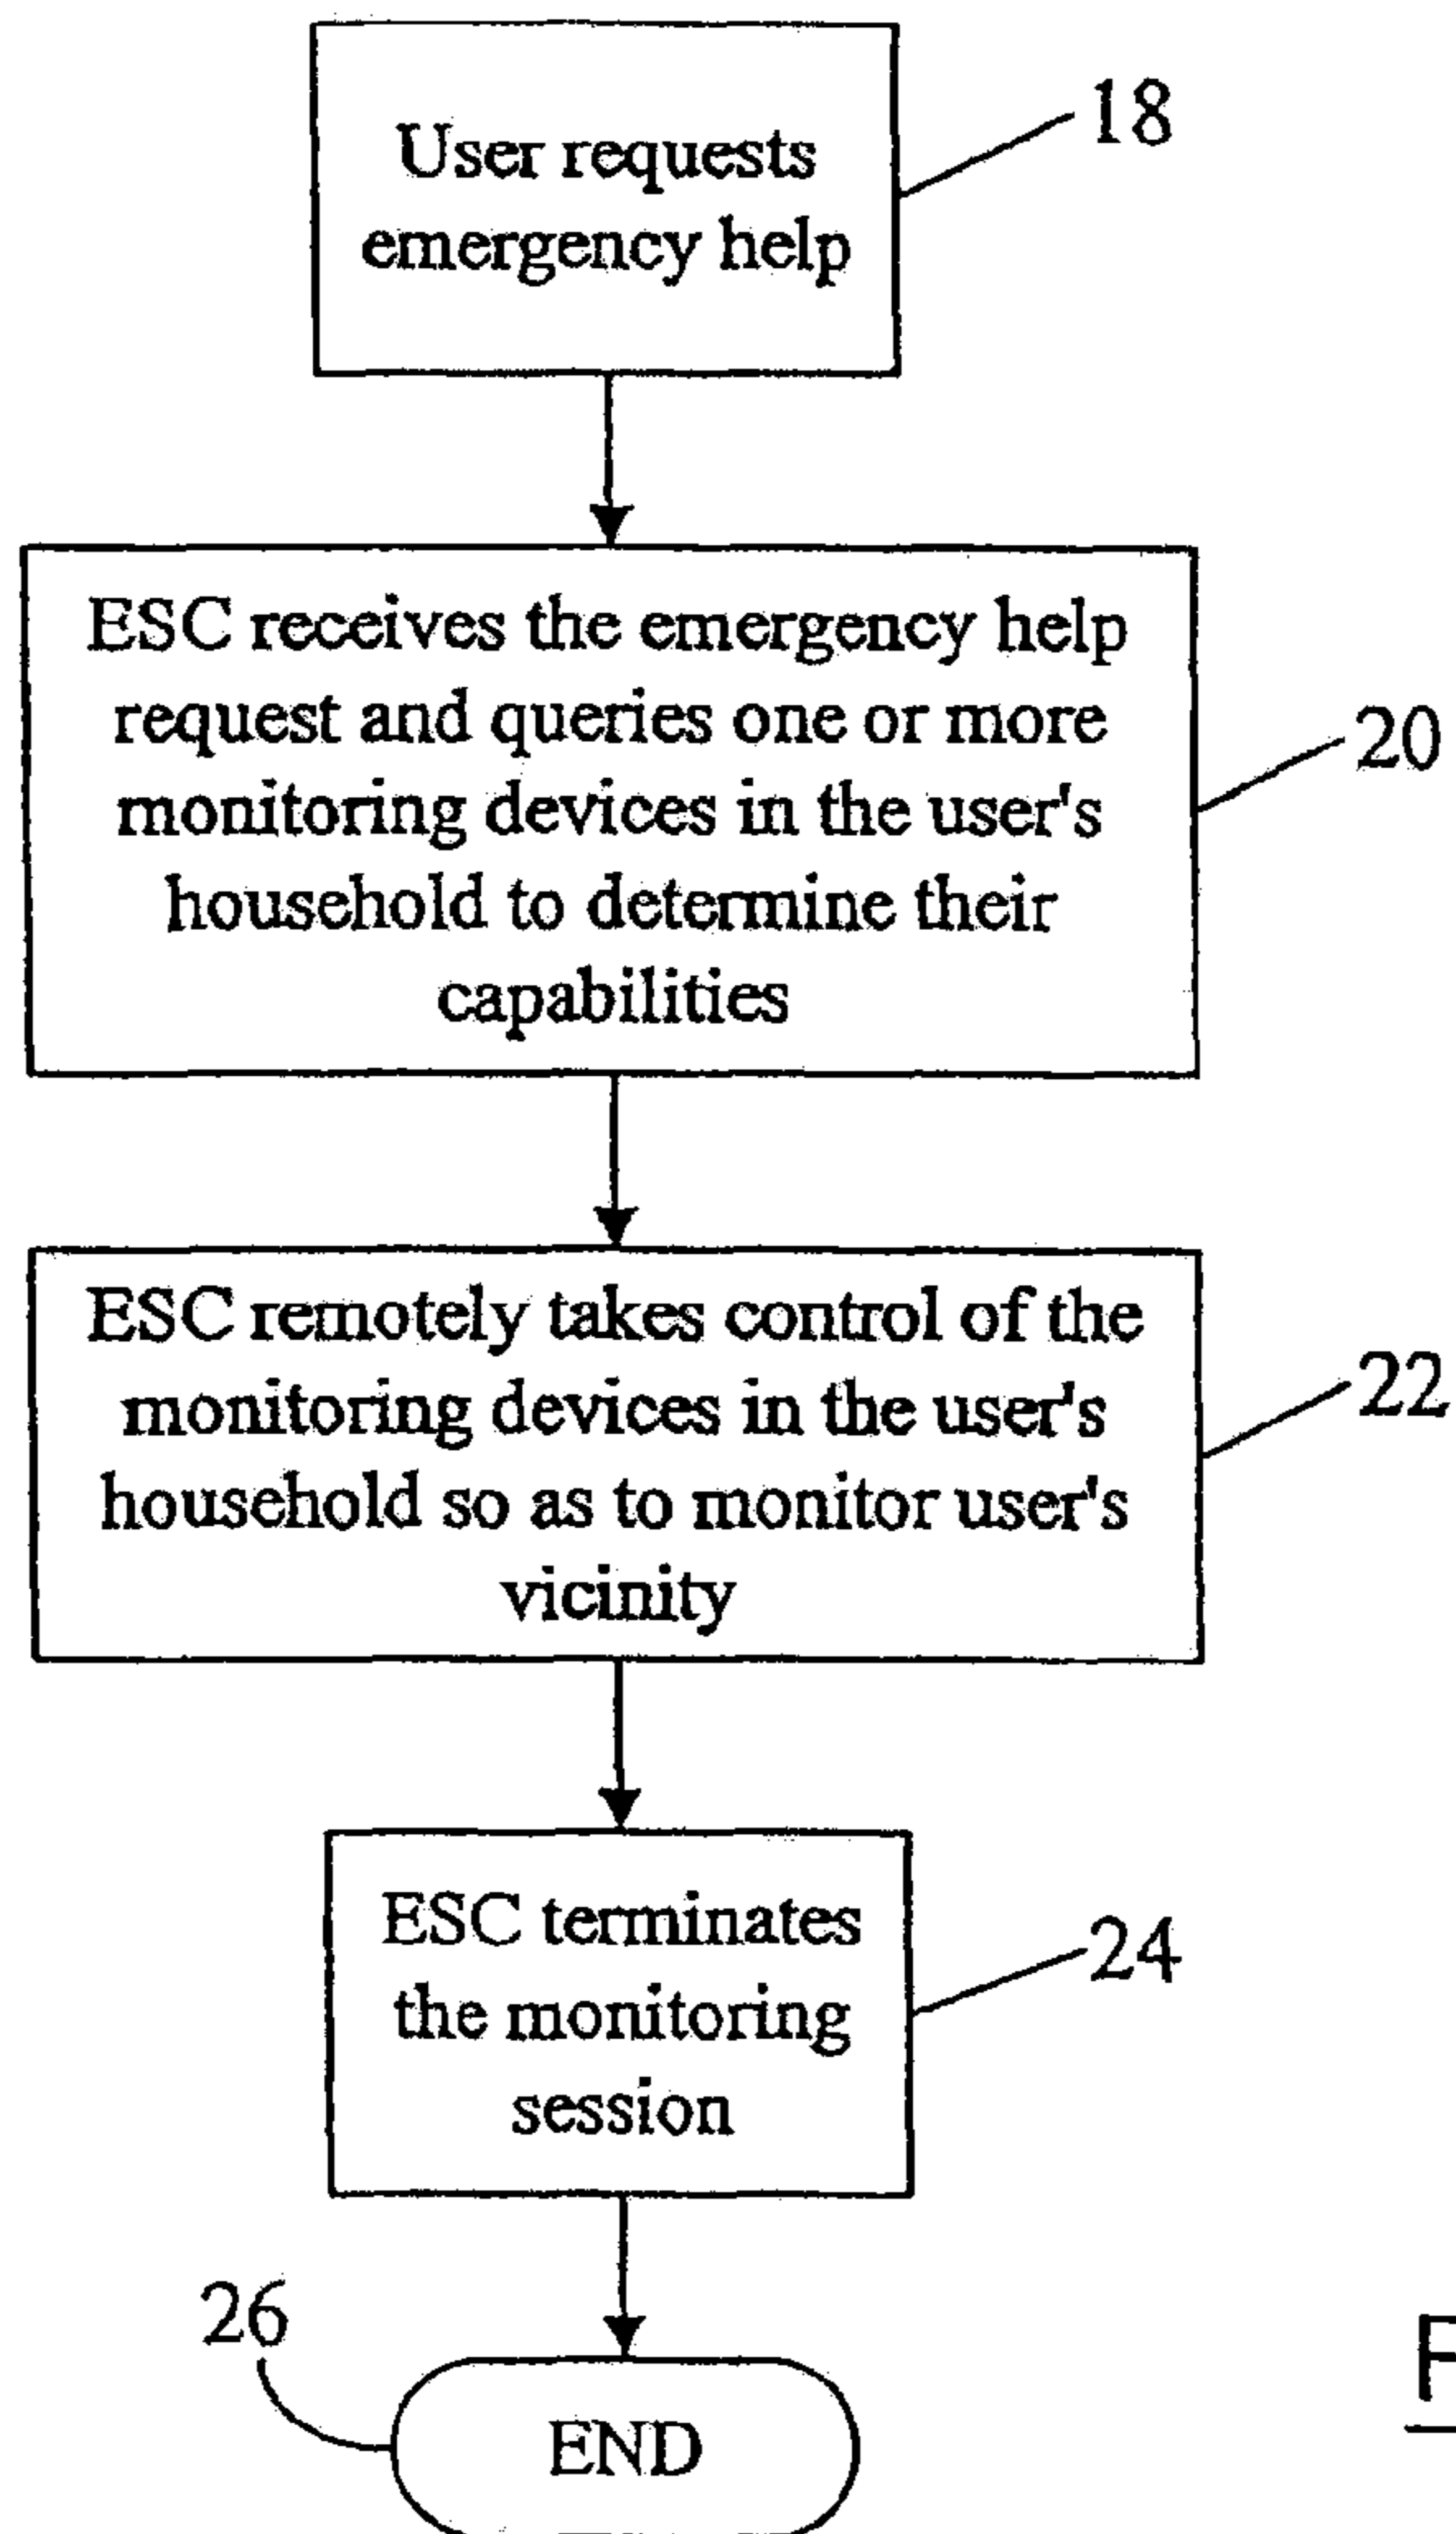 User requests
emergency help
18
ESC receives the emergency help
request and queries one or more
monitoring devices in the user's
household to determine their
capabilities
20
ESC remotely takes control of the
monitoring devices in the user's
household so as to monitor user's
vicinity
22
ESC terminates
the monitoring
session
24
26
END